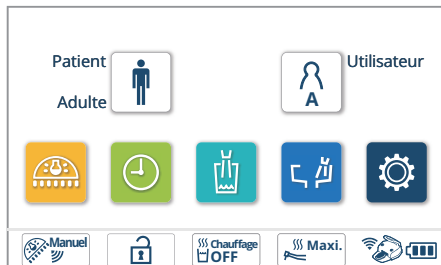 Patient
Utilisateur
Adulte
A
Manuel
Chauffage
OFF
Maxi.